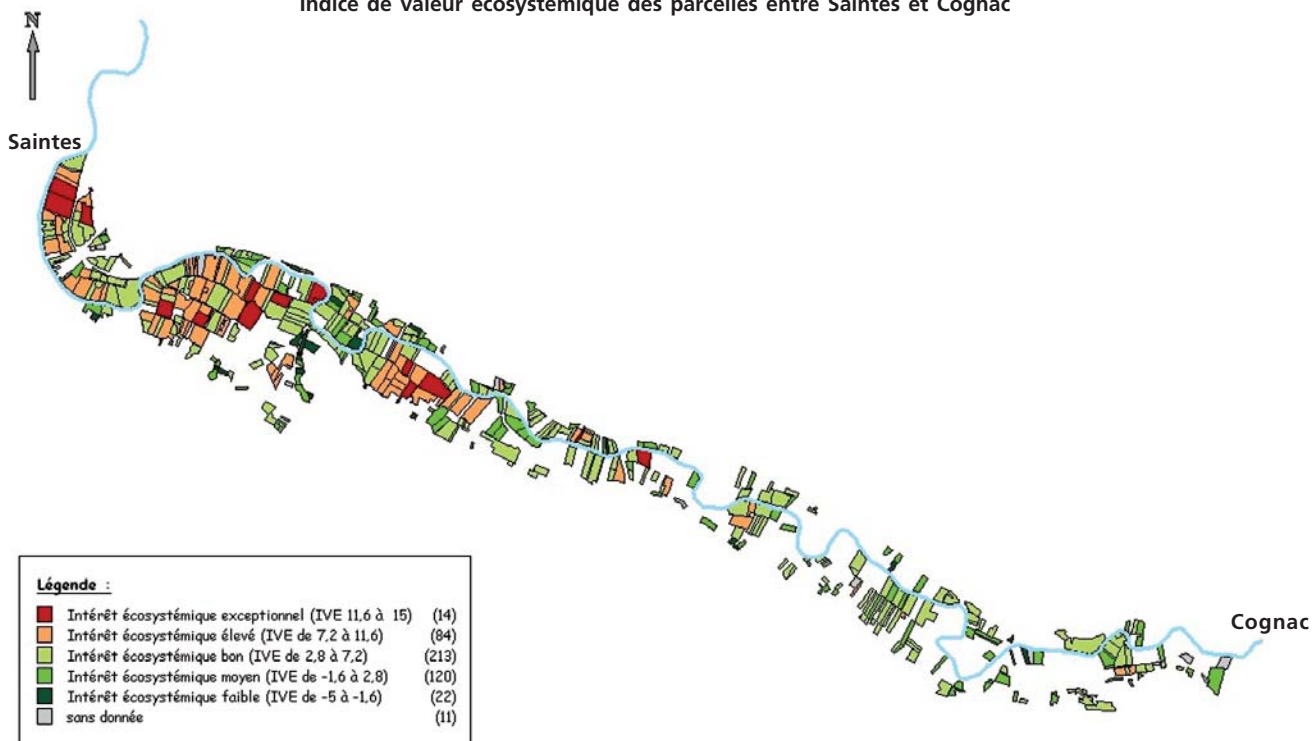 Indice de valeur écosystémique des parcelles entre Saintes et Cognac
N
Saintes
Cognac
Légende :
Intérêt écosystémique exceptionnel (IVE 11,6 à 15) (14)
Intérêt écosystémique élevé (IVE de 7,2 à 11,6) (84)
Intérêt écosystémique bon (IVE de 2,8 à 7,2) (213)
Intérêt écosystémique moyen (IVE de -1,6 à 2,8) (120)
Intérêt écosystémique faible (IVE de -5 à -1,6) (22)
sans donnée (11)